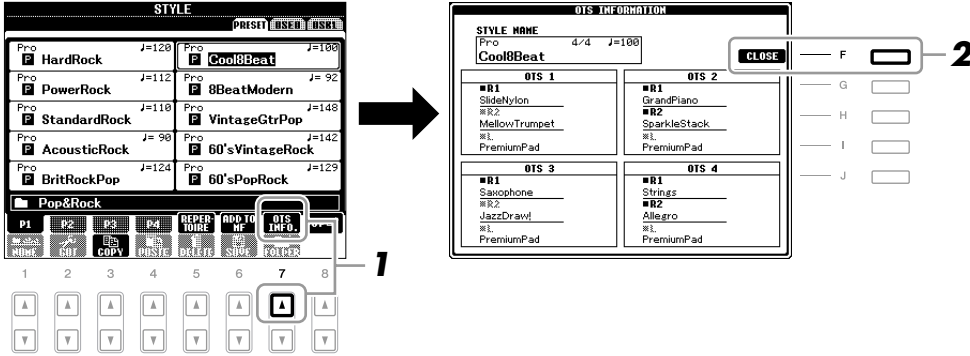 STYLE
PRESET USER USB1
Pro ♩=120 Pro ♩=100
P HardRock P Cool8Beat
Pro ♩=112 Pro ♩= 92
P PowerRock P 8BeatModern
Pro ♩=110 Pro ♩=148
P StandardRock P VintageGtrPop
Pro ♩= 90 Pro ♩=142
P AcousticRock P 60'sVintageRock
Pro ♩=124 Pro ♩=129
P BritRockPop P 60'sPopRock
Pop&Rock
P1 P2 P3 P4 REPER-TOIRE ADD TO MF OTS INFO.
NAME CUT COPY PASTE DELETE SAVE FOLDER
1 2 3 4 5 6 7 8
1
OTS INFORMATION
STYLE NAME
Pro 4/4 ♩=100
Cool8Beat
CLOSE
OTS 1
■R1
SlideNylon
※R2
MellowTrumpet
※L
PremiumPad
OTS 2
■R1
GrandPiano
■R2
SparkleStack
※L
PremiumPad
OTS 3
■R1
Saxophone
※R2
JazzDraw!
※L
PremiumPad
OTS 4
■R1
Strings
■R2
Allegro
※L
PremiumPad
F
G
H
I
J
2